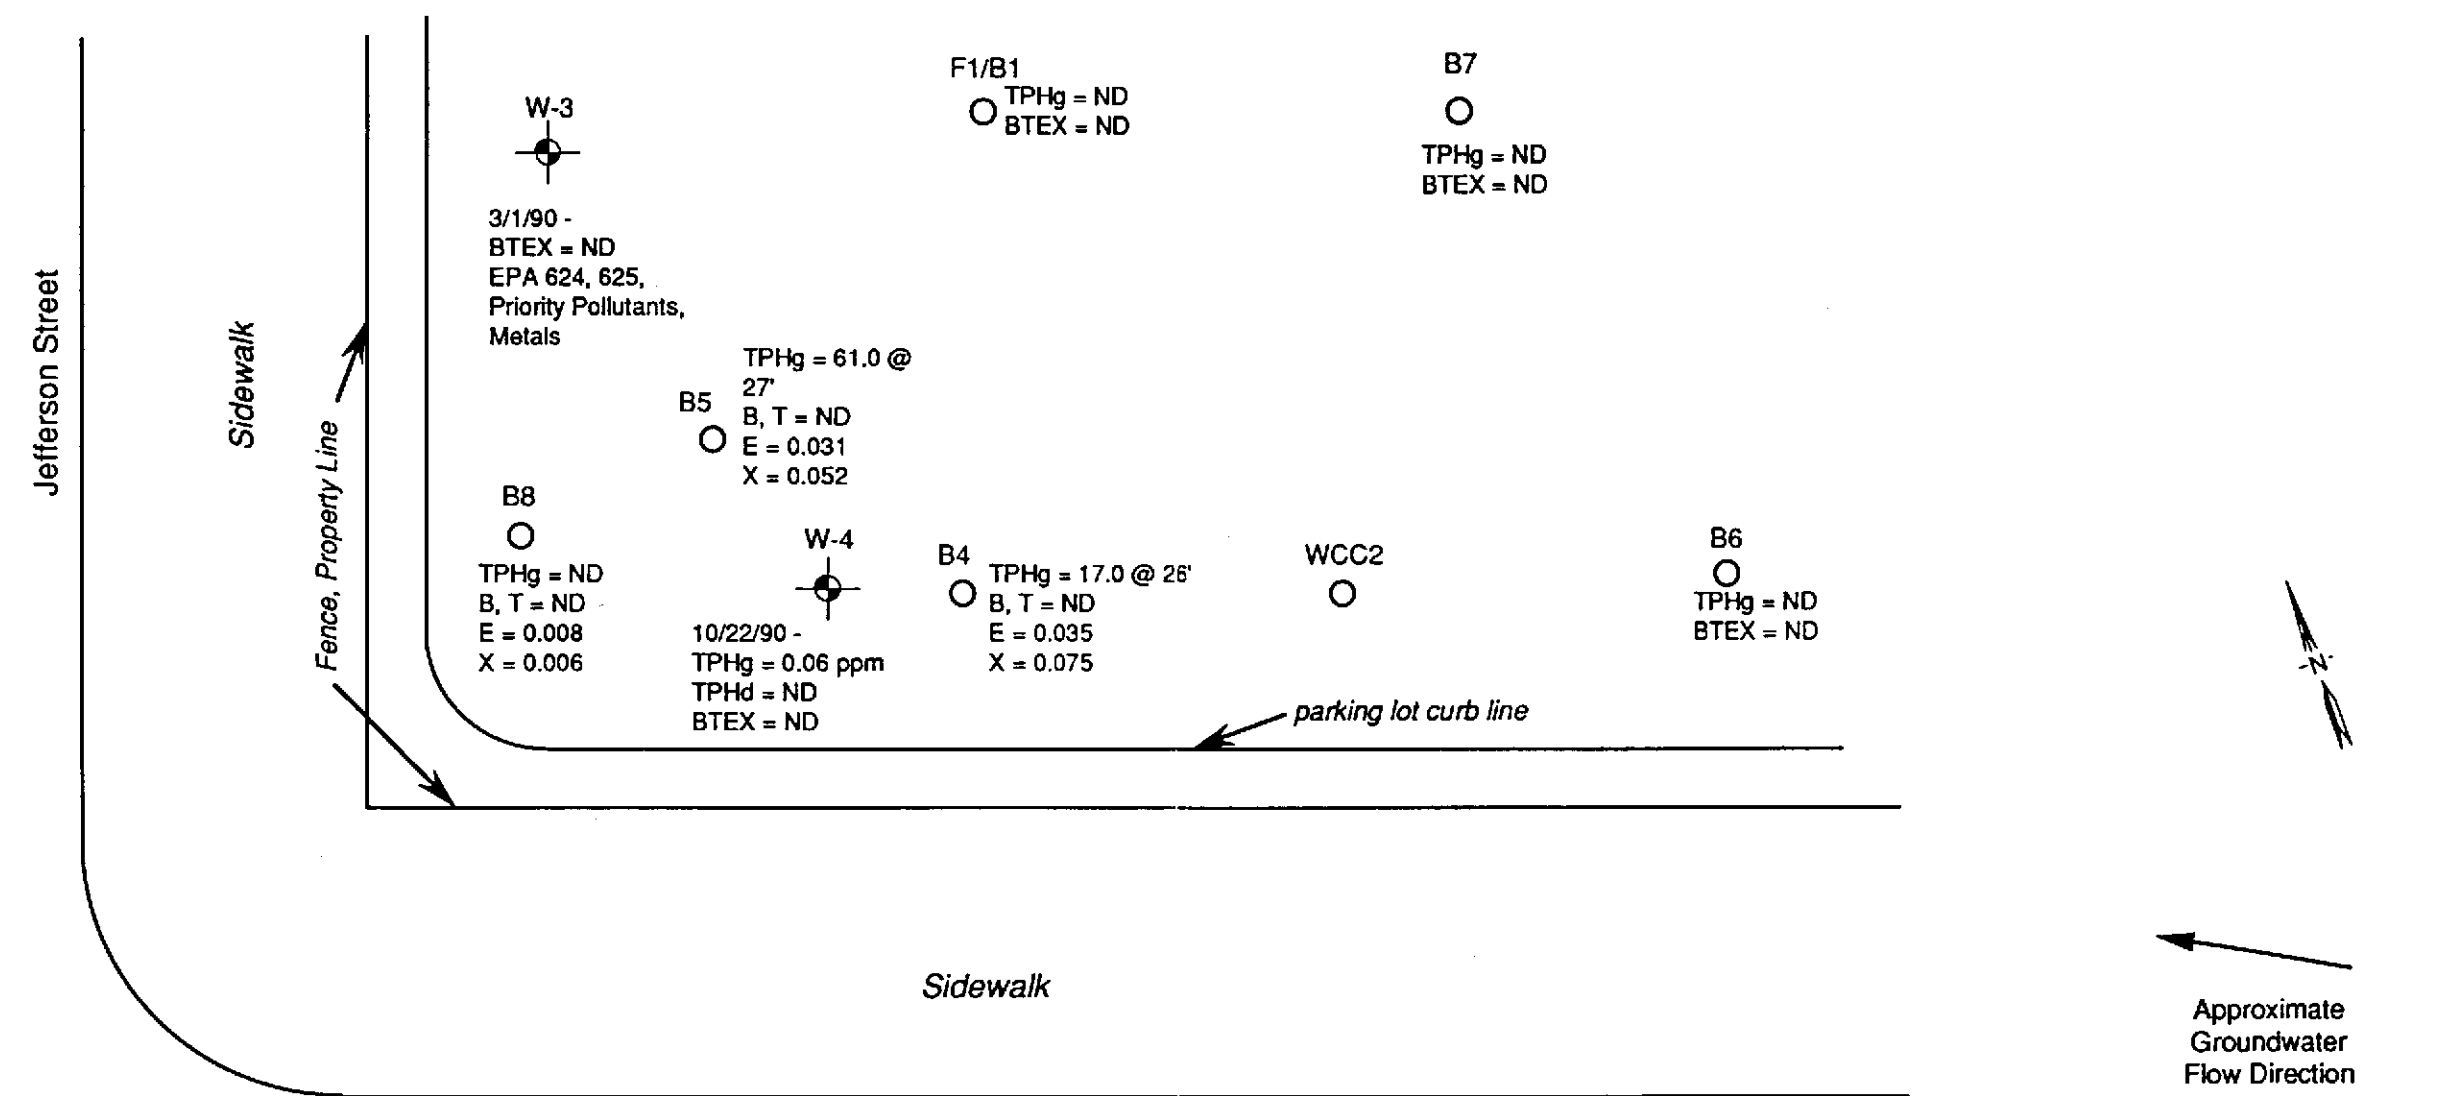 F1/B1
TPHg = ND
BTEX = ND
B7
TPHg = ND
BTEX = ND
W-3
3/1/90 -
BTEX = ND
EPA 624, 625,
Priority Pollutants,
Metals
Jefferson Street
Sidewalk
Fence, Property Line
B5
TPHg = 61.0 @
27'
B, T = ND
E = 0.031
X = 0.052
B8
TPHg = ND
B, T = ND
E = 0.008
X = 0.006
W-4
10/22/90 -
TPHg = 0.06 ppm
TPHd = ND
BTEX = ND
B4
TPHg = 17.0 @ 26'
B, T = ND
E = 0.035
X = 0.075
WCC2
B6
TPHg = ND
BTEX = ND
parking lot curb line
N
Sidewalk
Approximate
Groundwater
Flow Direction